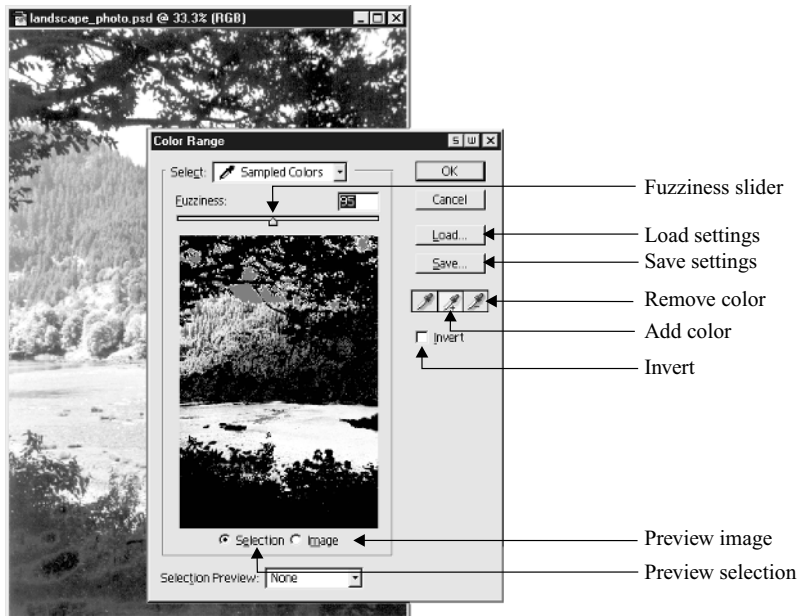 landscape_photo.psd @ 33.3% (RGB)
Color Range
Select: Sampled Colors
Fuzziness: 95
OK
Cancel
Load...
Save...
Invert
Selection Image
Selection Preview: None
Fuzziness slider
Load settings
Save settings
Remove color
Add color
Invert
Preview image
Preview selection